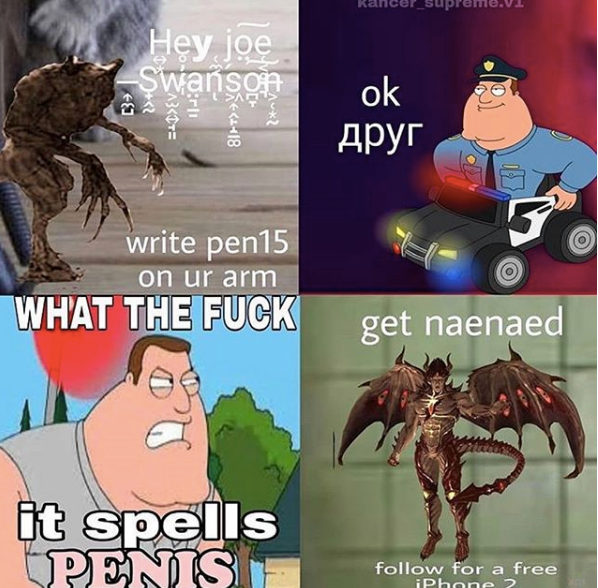 Hey joe
Swanson
write pen15
on ur arm
kancer_supreme.v1
ok
друг
WHAT THE FUCK
it spells
PENIS
get naenaed
follow for a free
iPhone 2